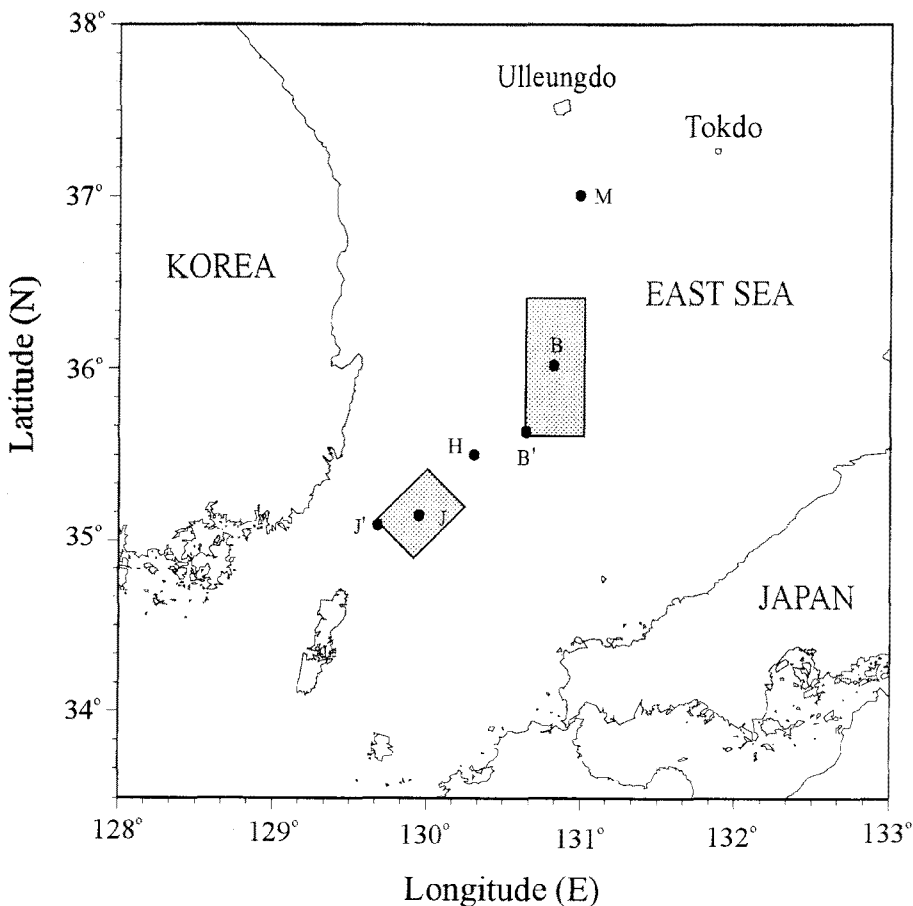 38°
Ulleungdo
Tokdo
37°
M
KOREA
EAST SEA
B
36°
H
B'
J'
J
35°
JAPAN
34°
128°
129°
130°
131°
132°
133°
Latitude (N)
Longitude (E)